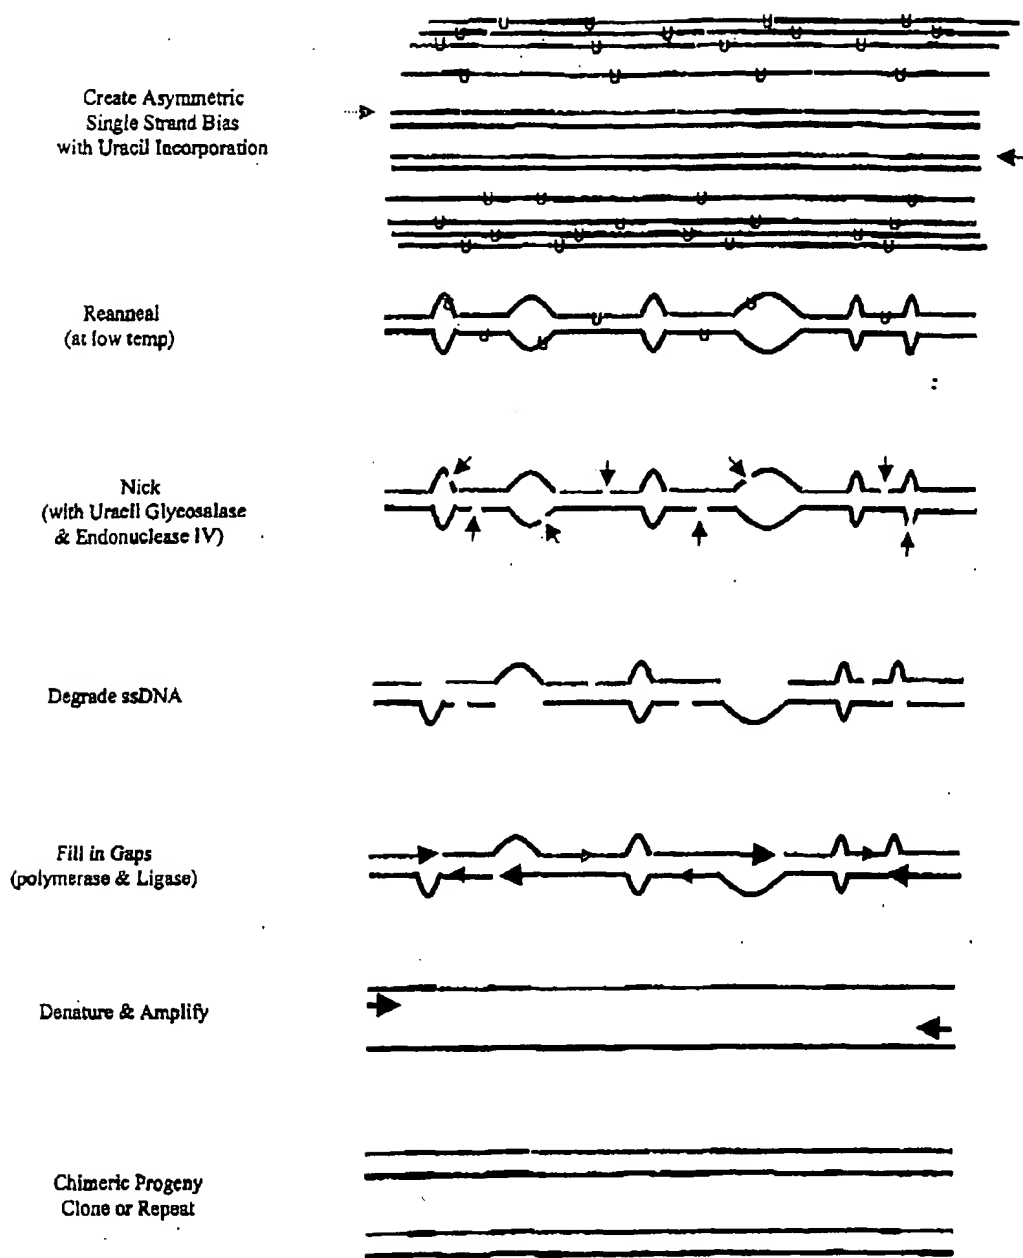 Create Asymmetric
Single Strand Bias
with Uracil Incorporation
U U U U
U U U U
U U U U
U U U U
U U U U
U U U U
U U U U
U U U U
Reanneal
(at low temp)
U U U U
U U U
Nick
(with Uracil Glycosalase
& Endonuclease IV)
Degrade ssDNA
Fill in Gaps
(polymerase & Ligase)
Denature & Amplify
Chimeric Progeny
Clone or Repeat